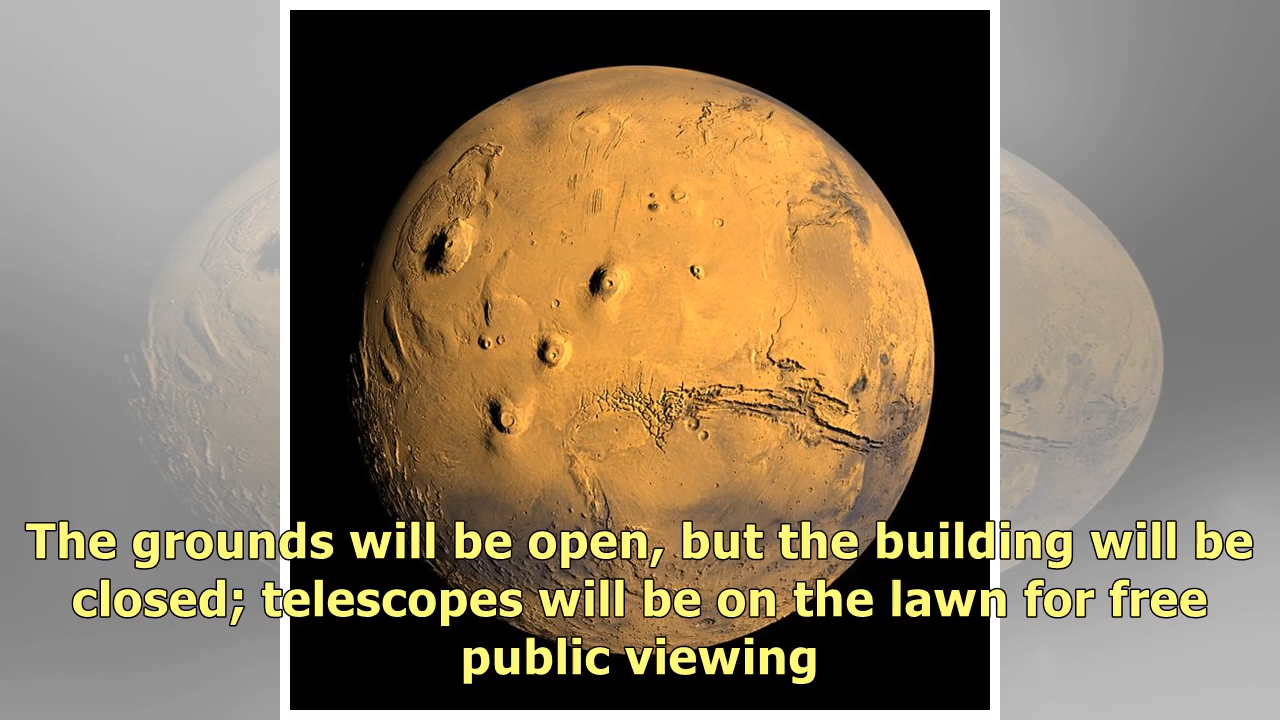 The grounds will be open, but the building will be
closed; telescopes will be on the lawn for free
public viewing